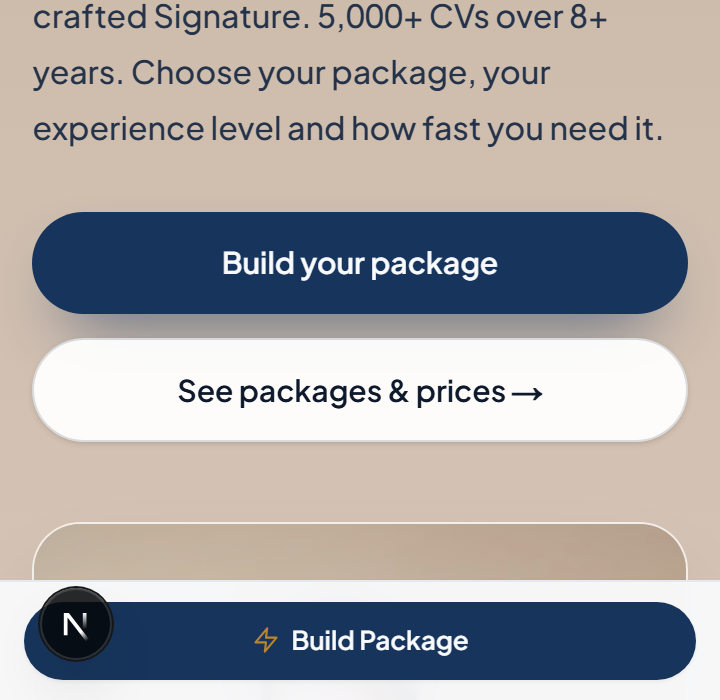 crafted Signature. 5,000+ CVs over 8+
years. Choose your package, your
experience level and how fast you need it.
Build your package
See packages & prices →
N
Build Package